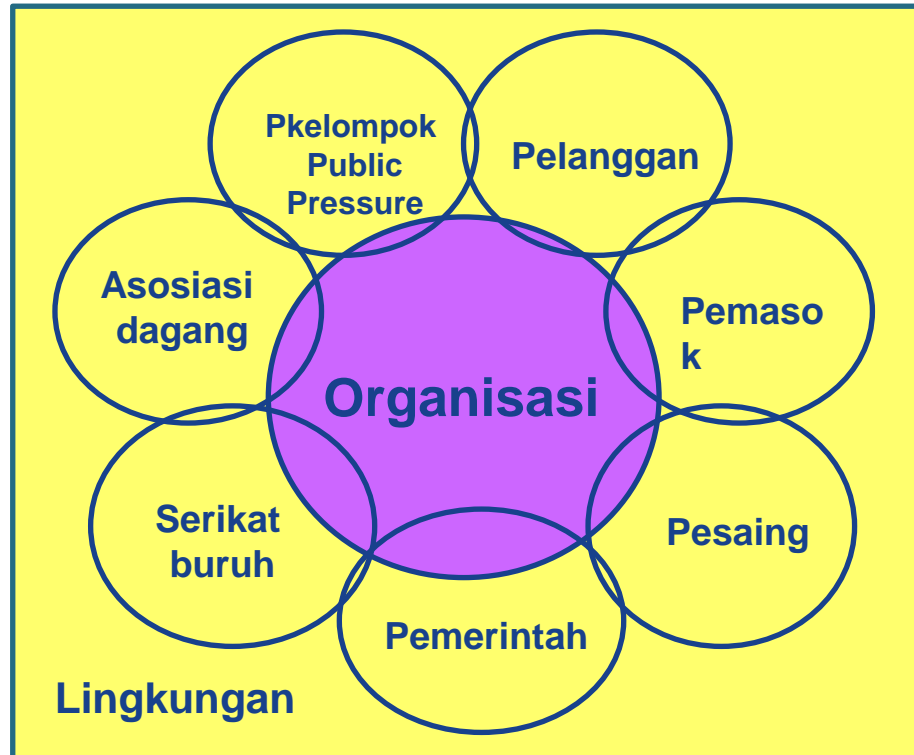 Pkelompok
Public
Pressure
Pelanggan
Asosiasi
dagang
Pemaso
k
Organisasi
Serikat
buruh
Pesaing
Pemerintah
Lingkungan